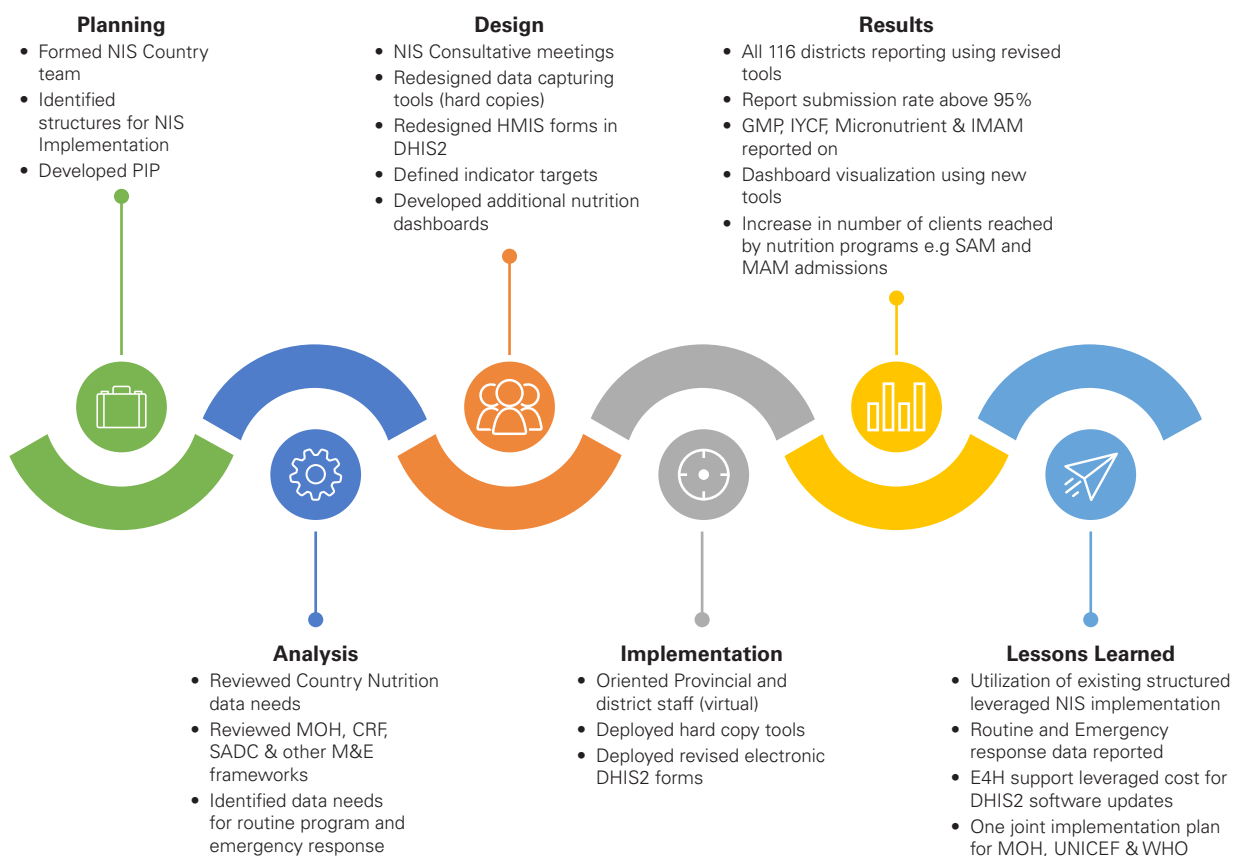 Planning
• Formed NIS Country
team
• Identified
structures for NIS
Implementation
• Developed PIP
Design
• NIS Consultative meetings
• Redesigned data capturing
tools (hard copies)
• Redesigned HMIS forms in
DHIS2
• Defined indicator targets
• Developed additional nutrition
dashboards
Results
• All 116 districts reporting using revised
tools
• Report submission rate above 95%
• GMP, IYCF, Micronutrient & IMAM
reported on
• Dashboard visualization using new
tools
• Increase in number of clients reached
by nutrition programs e.g SAM and
MAM admissions
Analysis
• Reviewed Country Nutrition
data needs
• Reviewed MOH, CRF,
SADC & other M&E
frameworks
• Identified data needs
for routine program and
emergency response
Implementation
• Oriented Provincial and
district staff (virtual)
• Deployed hard copy tools
• Deployed revised electronic
DHIS2 forms
Lessons Learned
• Utilization of existing structured
leveraged NIS implementation
• Routine and Emergency
response data reported
• E4H support leveraged cost for
DHIS2 software updates
• One joint implementation plan
for MOH, UNICEF & WHO